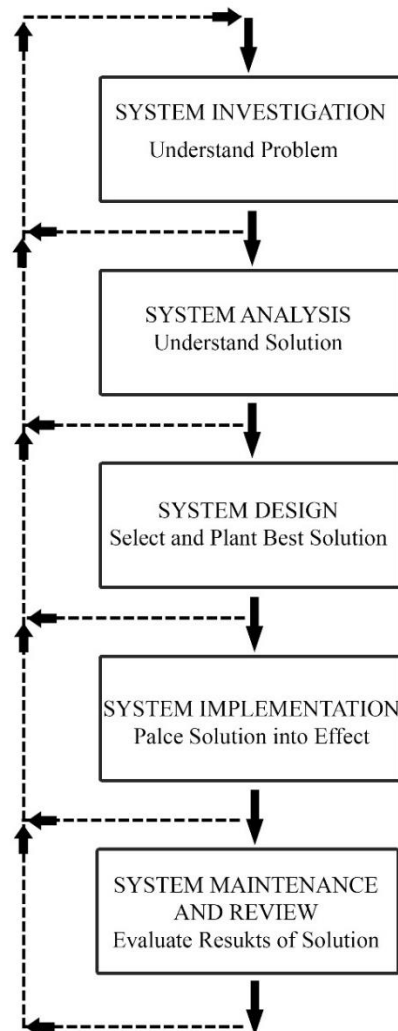 SYSTEM INVESTIGATION
Understand Problem
SYSTEM ANALYSIS
Understand Solution
SYSTEM DESIGN
Select and Plant Best Solution
SYSTEM IMPLEMENTATION
Palce Solution into Effect
SYSTEM MAINTENANCE
AND REVIEW
Evaluate Resukts of Solution